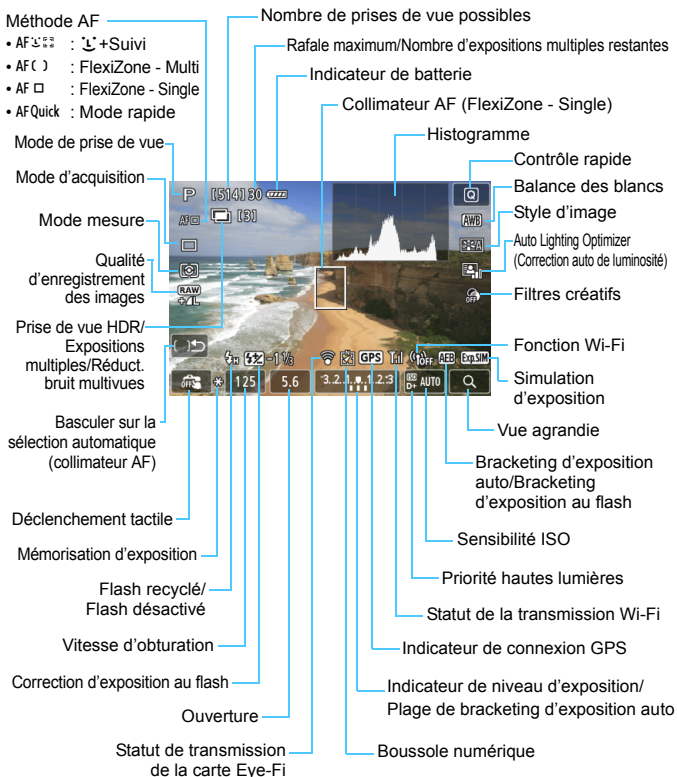 Méthode AF
• AF : +Suivi
• AF( ) : FlexiZone - Multi
• AF □ : FlexiZone - Single
• AFQuick : Mode rapide
Nombre de prises de vue possibles
Rafale maximum/Nombre d'expositions multiples restantes
Indicateur de batterie
Collimateur AF (FlexiZone - Single)
Histogramme
Mode de prise de vue
Mode d'acquisition
Mode mesure
Qualité
d'enregistrement
des images
Prise de vue HDR/
Expositions
multiples/Réduct.
bruit multivues
Basculer sur la
sélection automatique
(collimateur AF)
Déclenchement tactile
Mémorisation d'exposition
Flash recyclé/
Flash désactivé
Vitesse d'obturation
Correction d'exposition au flash
Ouverture
Statut de transmission
de la carte Eye-Fi
P [514] 30
AF□ [3]
RAW
+/L
H -1 1/3 GPS OFF AEB Exp.SIM
OFF * 125 5.6 -3..2..1..0..1..2.:3 ISO D+ AUTO
Q
AWB
A
OFF
Contrôle rapide
Balance des blancs
Style d'image
Auto Lighting Optimizer
(Correction auto de luminosité)
Filtres créatifs
Fonction Wi-Fi
Simulation
d'exposition
Vue agrandie
Bracketing d'exposition
auto/Bracketing
d'exposition au flash
Sensibilité ISO
Priorité hautes lumières
Statut de la transmission Wi-Fi
Indicateur de connexion GPS
Indicateur de niveau d'exposition/
Plage de bracketing d'exposition auto
Boussole numérique